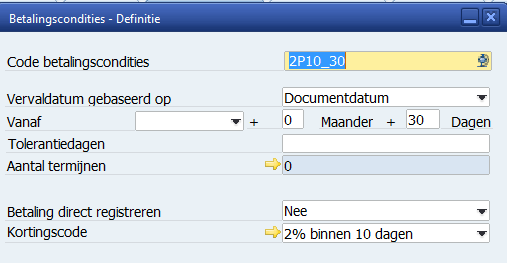 Betalingscondities - Definitie
Code betalingscondities 2P10_30
Vervaldatum gebaseerd op Documentdatum
Vanaf + 0 Maander + 30 Dagen
Tolerantiedagen
Aantal termijnen 0
Betaling direct registreren Nee
Kortingscode 2% binnen 10 dagen